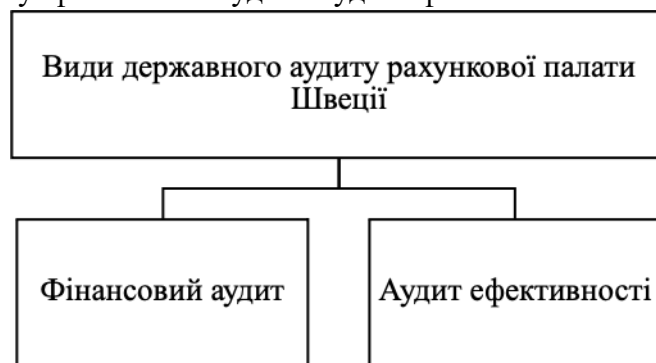 Види державного аудиту рахункової палати
Швеції
Фінансовий аудит
Аудит ефективності